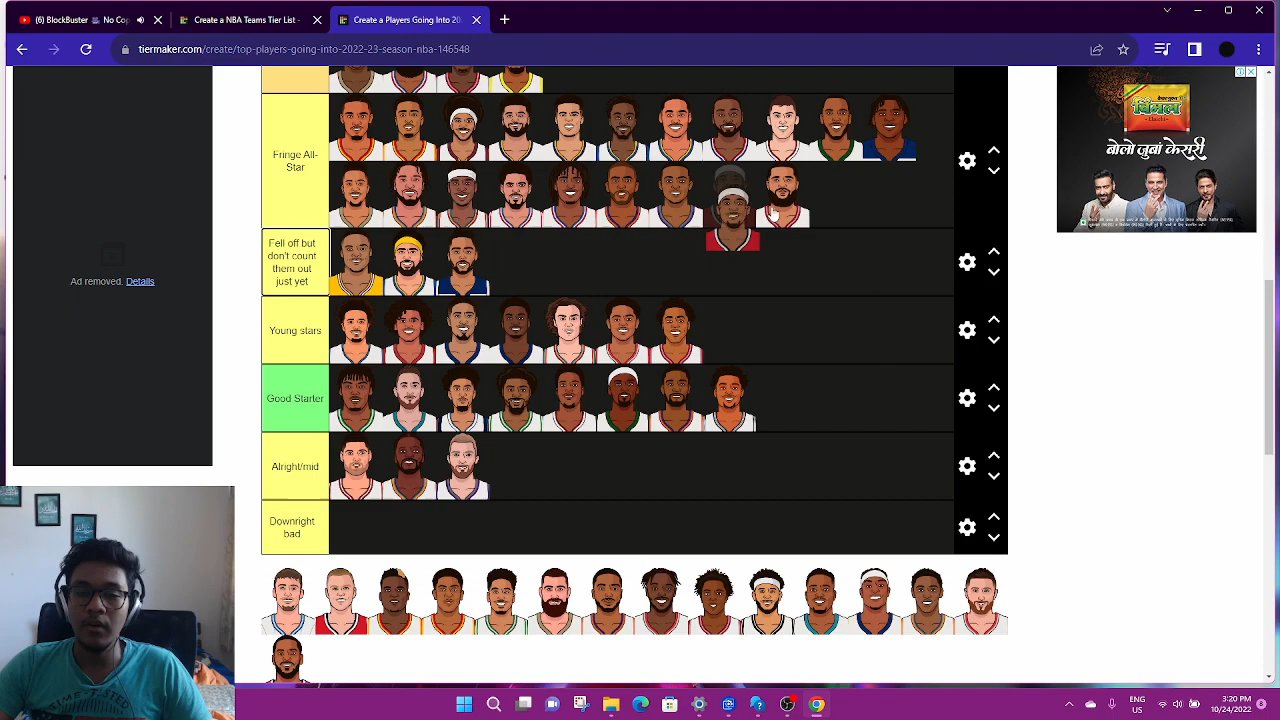 (6) BlockBuster 🎬 No Cop
Create a NBA Teams Tier List -
Create a Players Going Into 20
tiermaker.com/create/top-players-going-into-2022-23-season-nba-146548
Ad removed. Details
Fringe All-
Star
Fell off but
don't count
them out
just yet
Young stars
Good Starter
Alright/mid
Downright
bad
विमल
Elaichi
बोलो ज़ुबां केसरी
ENG
US
3:20 PM
10/24/2022